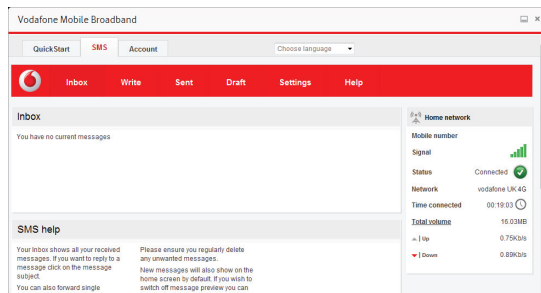 Vodafone Mobile Broadband
QuickStart SMS Account Choose language
Inbox Write Sent Draft Settings Help
Inbox
You have no current messages
SMS help
Your Inbox shows all your received
messages. If you want to reply to a
message click on the message
subject.
You can also forward single
Please ensure you regularly delete
any unwanted messages.
New messages will also show on the
home screen by default. If you wish to
switch off message preview you can
Home network
Mobile number
Signal
Status Connected
Network vodafone UK 4G
Time connected 00:19:03
Total volume 16.03MB
Up 0.75Kb/s
Down 0.89Kb/s